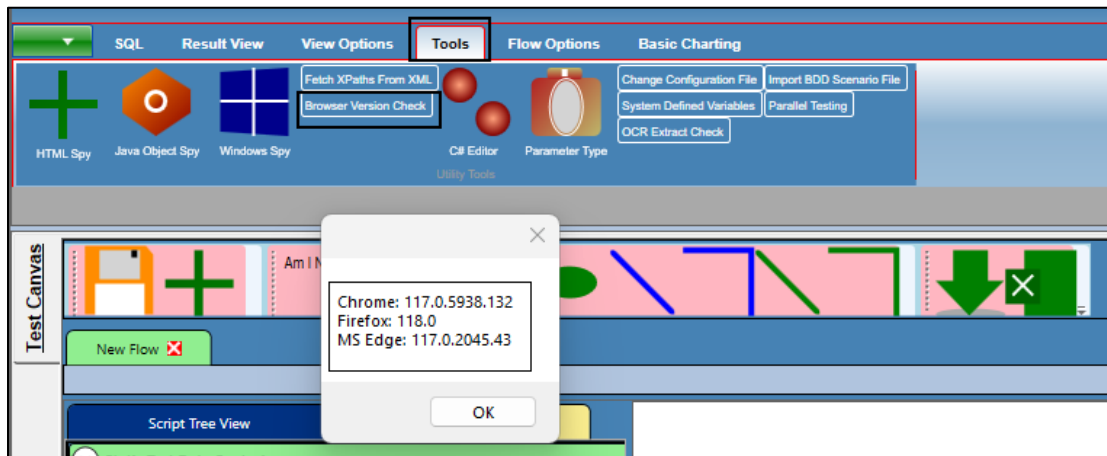 SQL Result View View Options Tools Flow Options Basic Charting
HTML Spy
Java Object Spy
Windows Spy
Fetch XPaths From XML
Browser Version Check
C# Editor
Parameter Type
Change Configuration File Import BDD Scenario File
System Defined Variables Parallel Testing
OCR Extract Check
Utility Tools
Test Canvas
Am I N
Chrome: 117.0.5938.132
Firefox: 118.0
MS Edge: 117.0.2045.43
OK
New Flow
Script Tree View